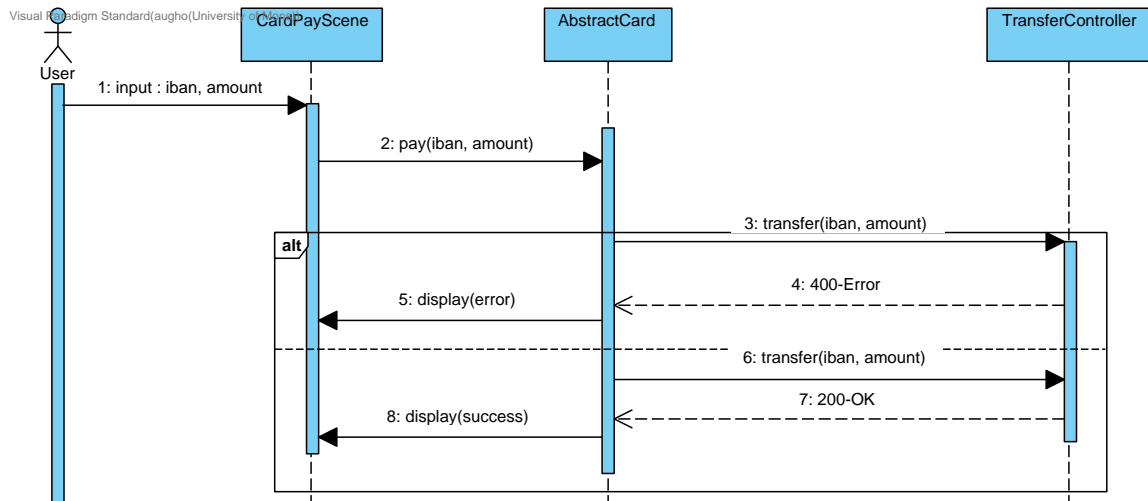 Visual Paradigm Standard(augho(University of Mons))
CardPayScene
AbstractCard
TransferController
User
1: input : iban, amount
2: pay(iban, amount)
3: transfer(iban, amount)
alt
4: 400-Error
5: display(error)
6: transfer(iban, amount)
7: 200-OK
8: display(success)